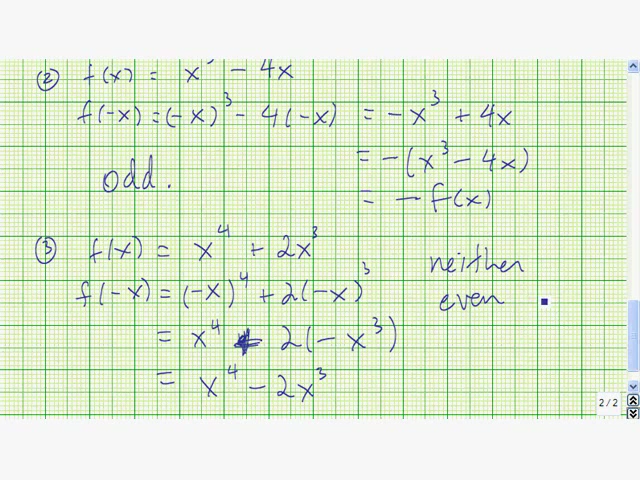 ② f(x) = x³ - 4x
f(-x) = (-x)³ - 4(-x) = -x³ + 4x
= -(x³ - 4x)
odd.
= - f(x)
③ f(x) = x⁴ + 2x³
neither
f(-x) = (-x)⁴ + 2(-x)³
even
= x⁴ + 2(-x³)
= x⁴ - 2x³
2/2